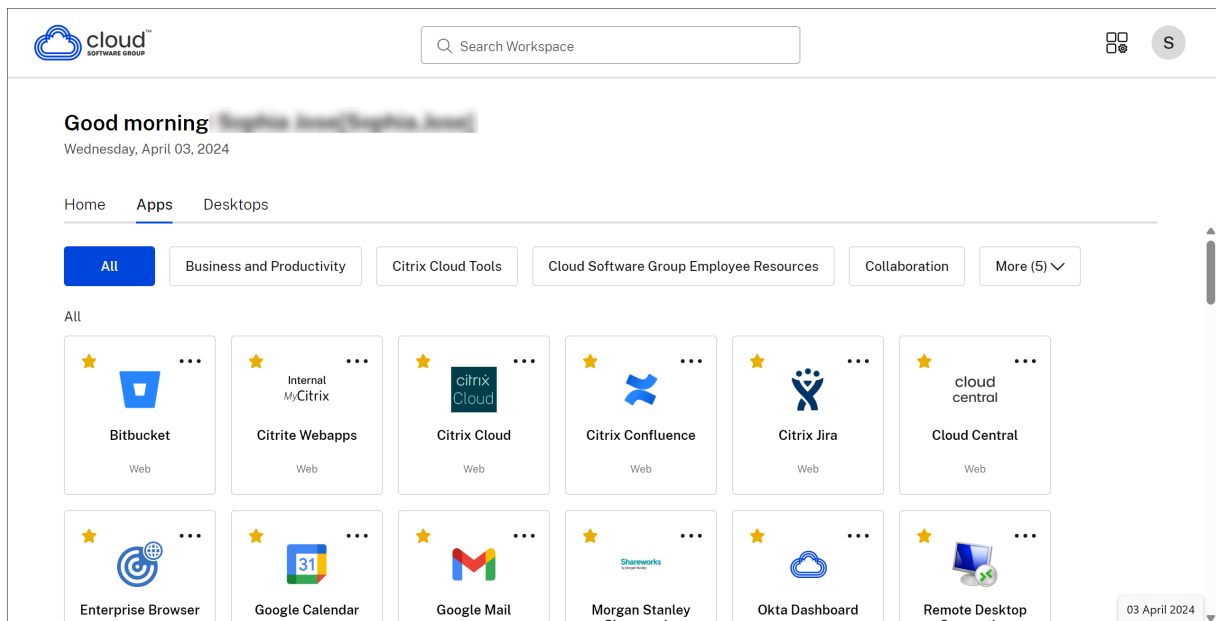 cloud™
SOFTWARE GROUP
Search Workspace
S
Good morning
Wednesday, April 03, 2024
Home Apps Desktops
All Business and Productivity Citrix Cloud Tools Cloud Software Group Employee Resources Collaboration More (5)
All
Internal
MyCitrix
citrix
Cloud
cloud
central
Bitbucket Citrite Webapps Citrix Cloud Citrix Confluence Citrix Jira Cloud Central
Web Web Web Web Web Web
31
Shareworks
Enterprise Browser Google Calendar Google Mail Morgan Stanley Okta Dashboard Remote Desktop
03 April 2024